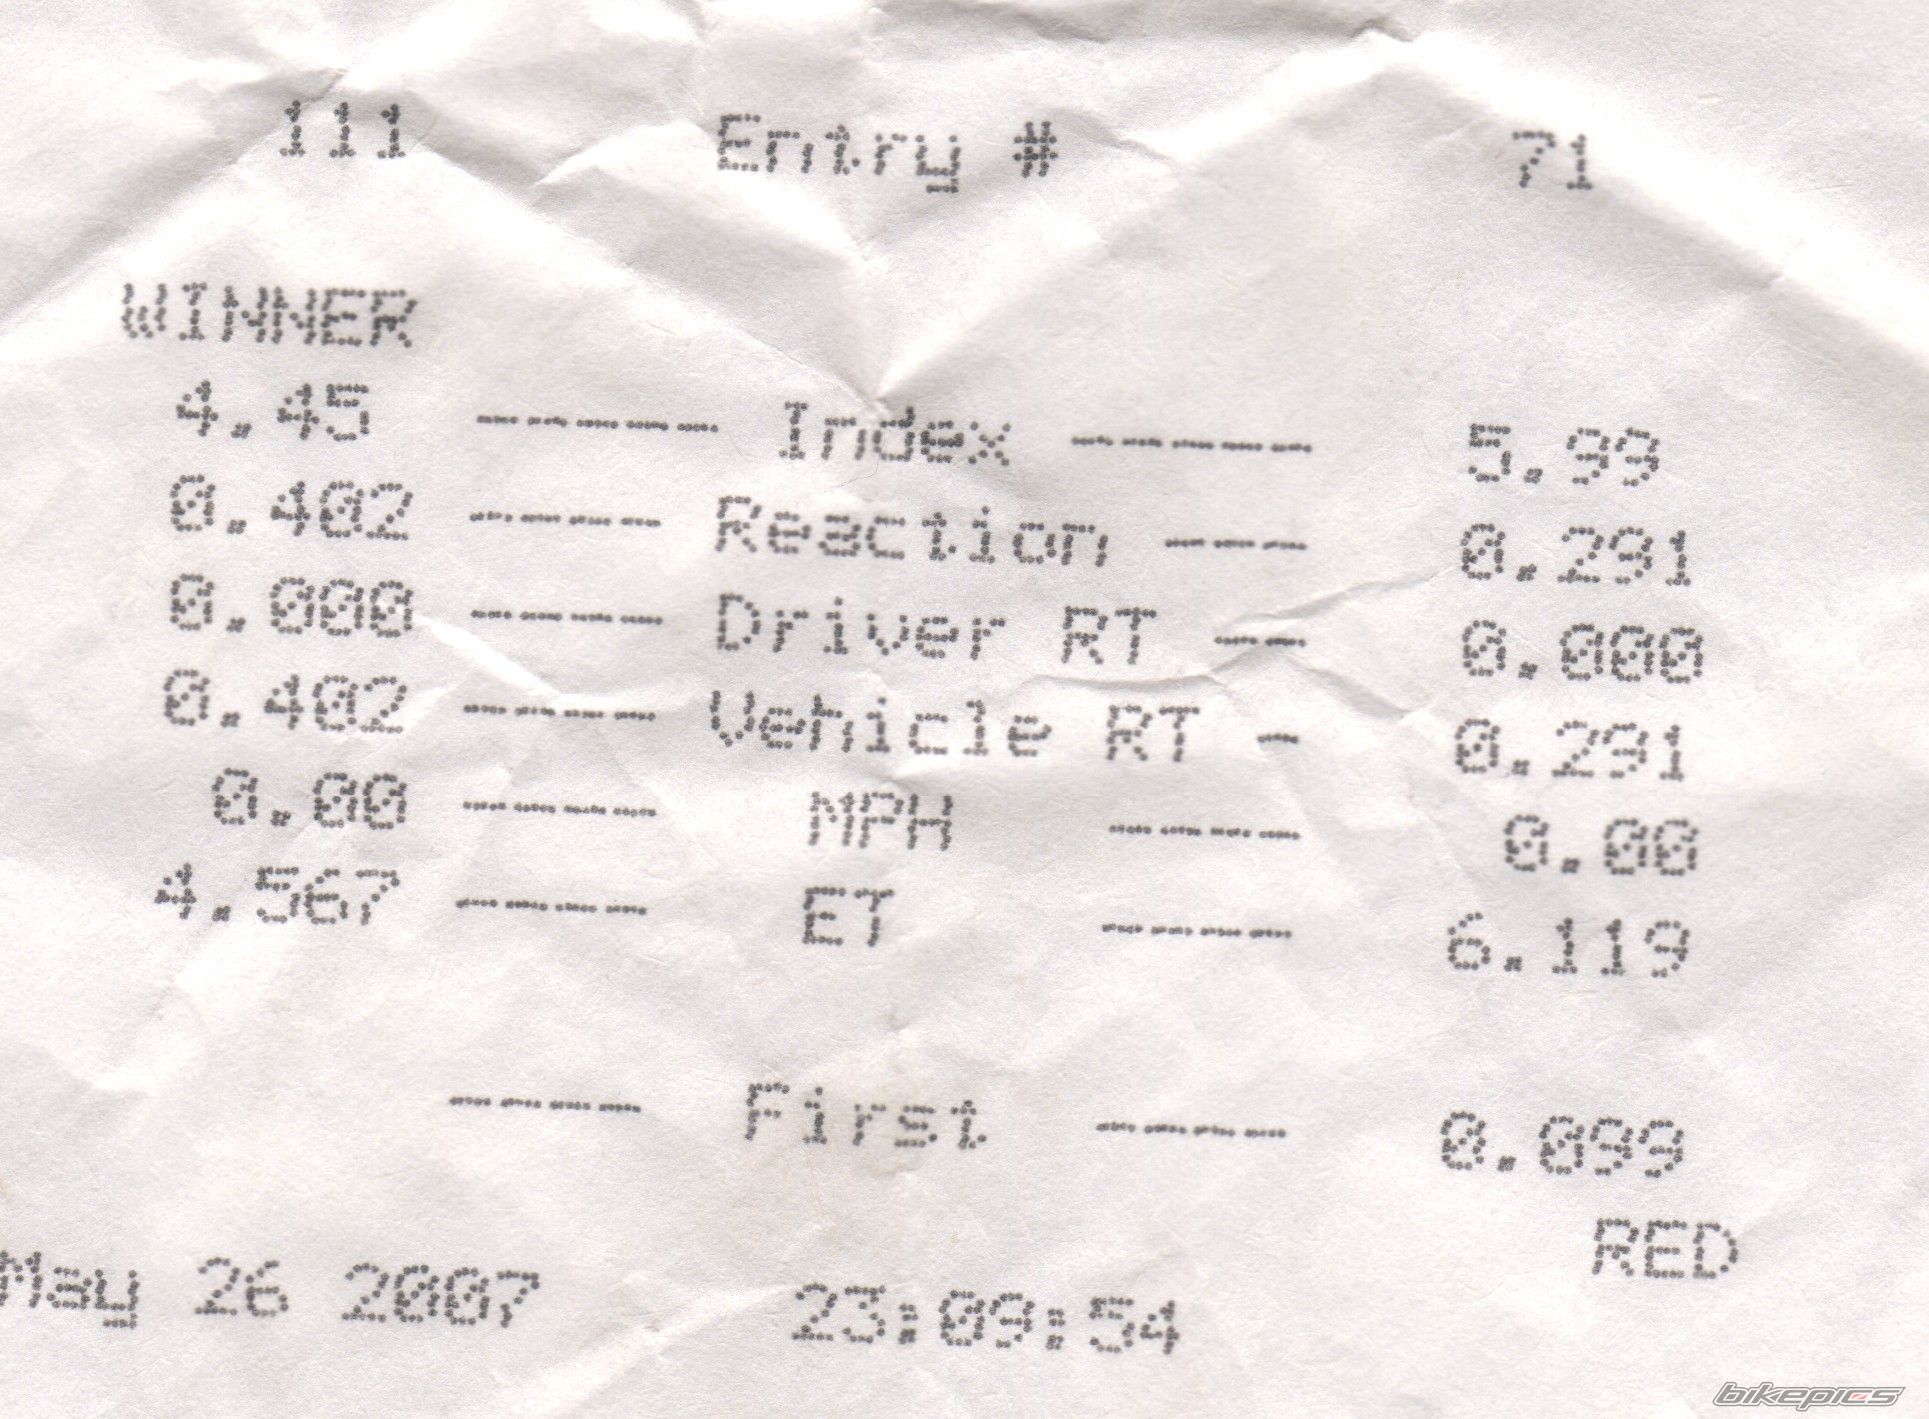 111 Entry # 71
WINNER
4.45 ----- Index ----- 5.99
0.402 ---- Reaction --- 0.291
0.000 ---- Driver RT -- 0.000
0.402 ---- Vehicle RT - 0.291
0.00 ---- MPH ---- 0.00
4.567 ---- ET ---- 6.119
---- First ---- 0.099
RED
May 26 2007 23:09:54
bikepics